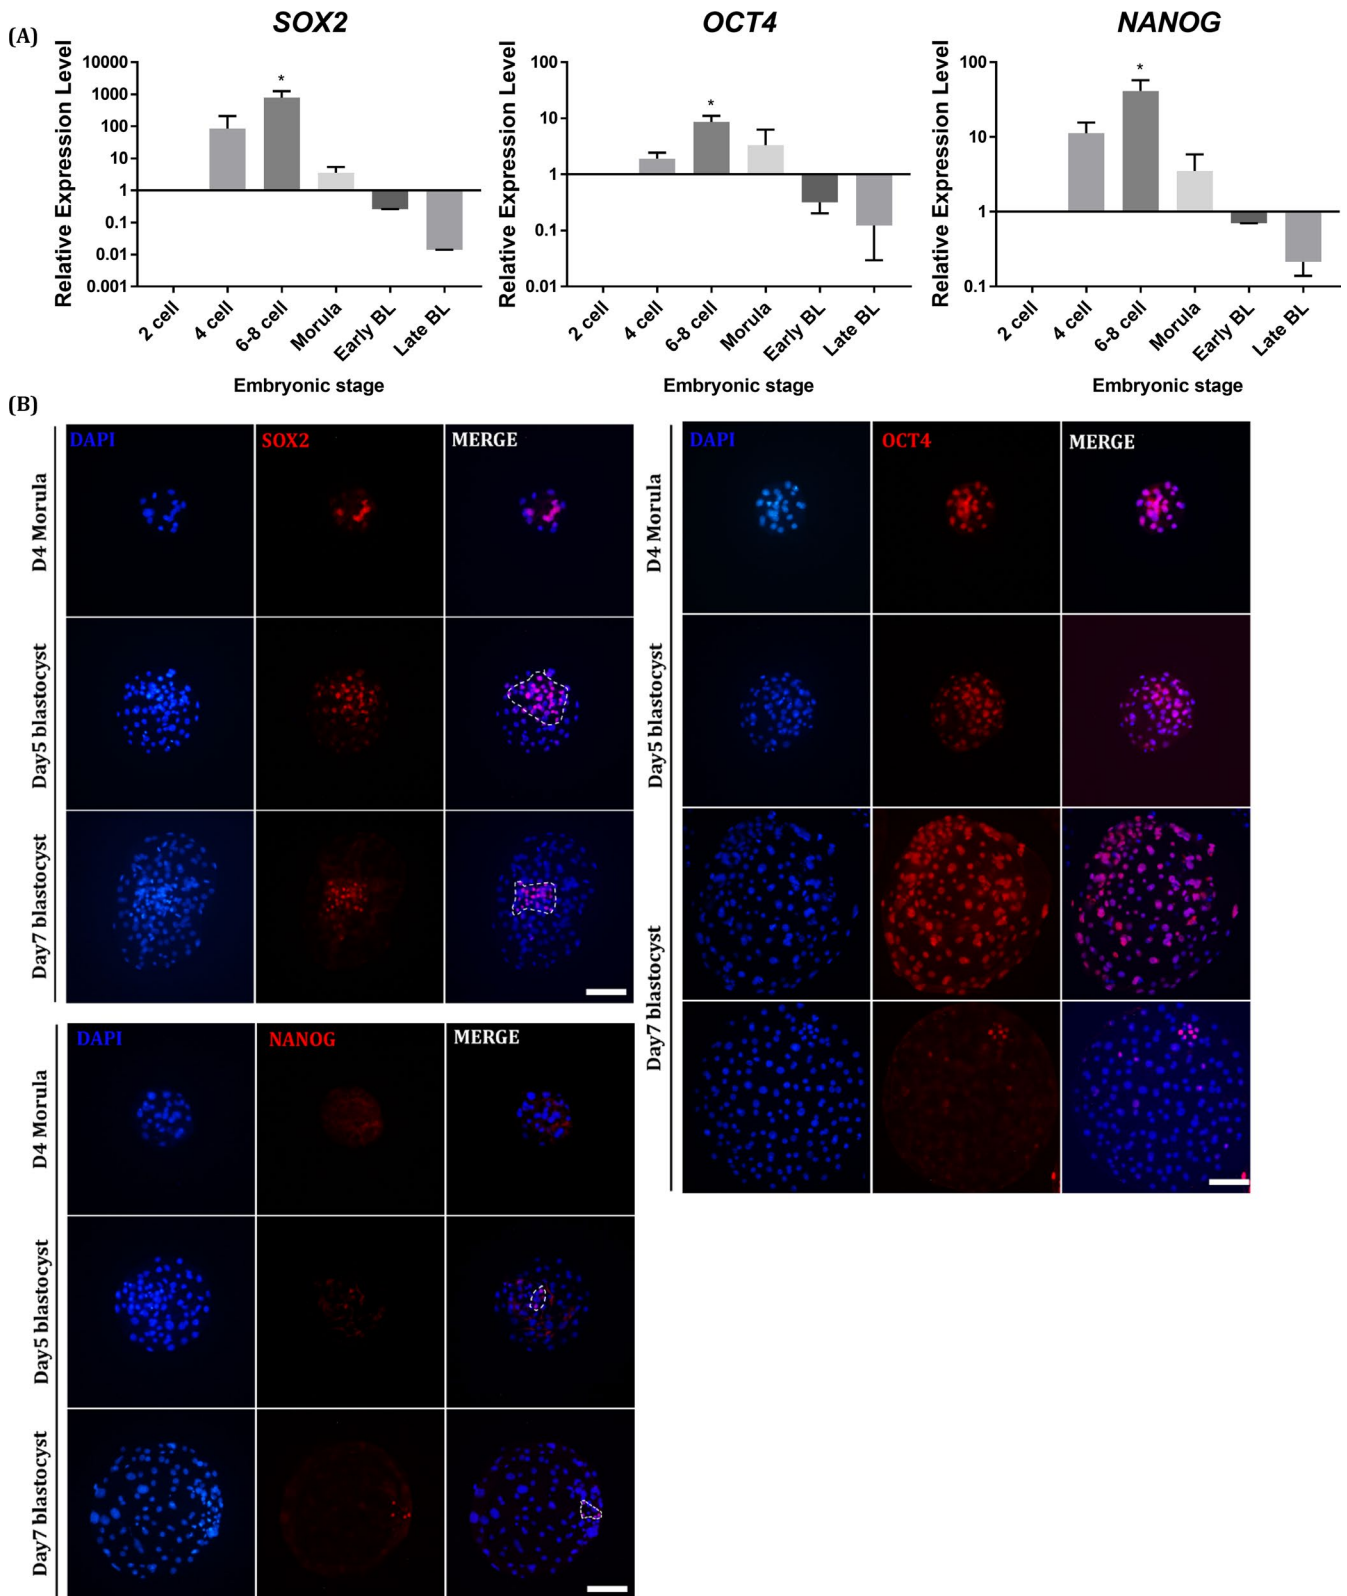 (A)
SOX2
OCT4
NANOG
Relative Expression Level
10000
1000
100
10
1
0.1
0.01
0.001
2 cell
4 cell
6-8 cell
Morula
Early BL
Late BL
Embryonic stage
*
Relative Expression Level
100
10
1
0.1
0.01
2 cell
4 cell
6-8 cell
Morula
Early BL
Late BL
Embryonic stage
*
Relative Expression Level
100
10
1
0.1
2 cell
4 cell
6-8 cell
Morula
Early BL
Late BL
Embryonic stage
*
(B)
DAPI SOX2 MERGE
D4 Morula
Day5 blastocyst
Day7 blastocyst
DAPI OCT4 MERGE
D4 Morula
Day5 blastocyst
Day7 blastocyst
DAPI NANOG MERGE
D4 Morula
Day5 blastocyst
Day7 blastocyst